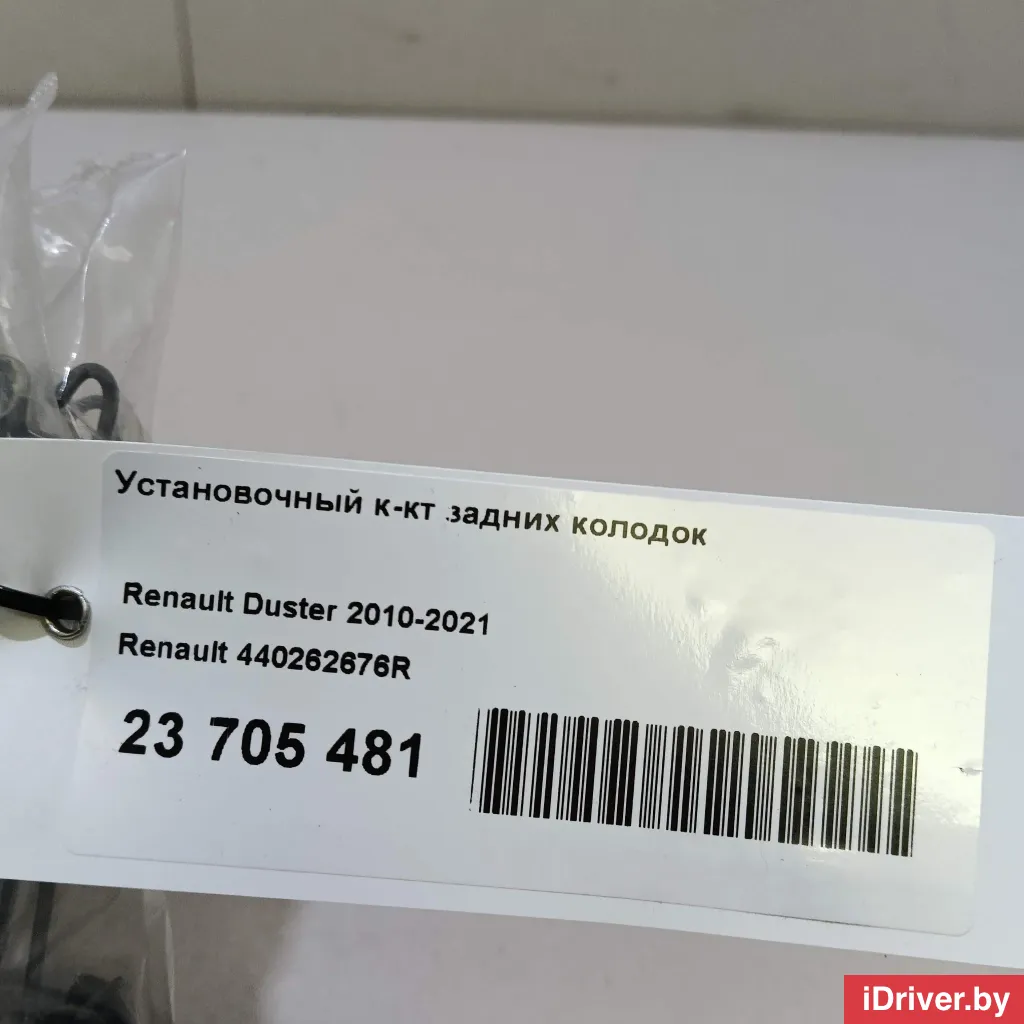 Установочный к-кт задних колодок
Renault Duster 2010-2021
Renault 440262676R
23 705 481
iDriver.by